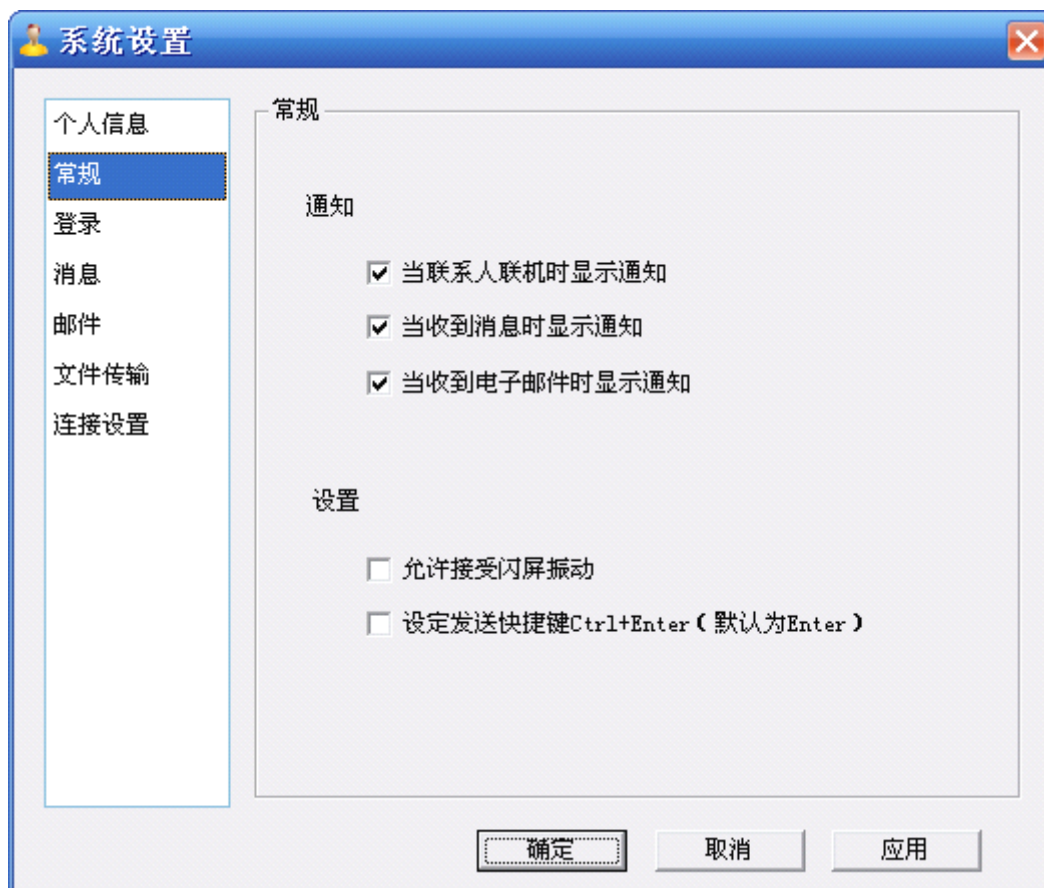 系统设置
个人信息
常规
登录
消息
邮件
文件传输
连接设置
常规
通知
当联系人联机时显示通知
当收到消息时显示通知
当收到电子邮件时显示通知
设置
允许接受闪屏振动
设定发送快捷键Ctrl+Enter（默认为Enter）
确定
取消
应用